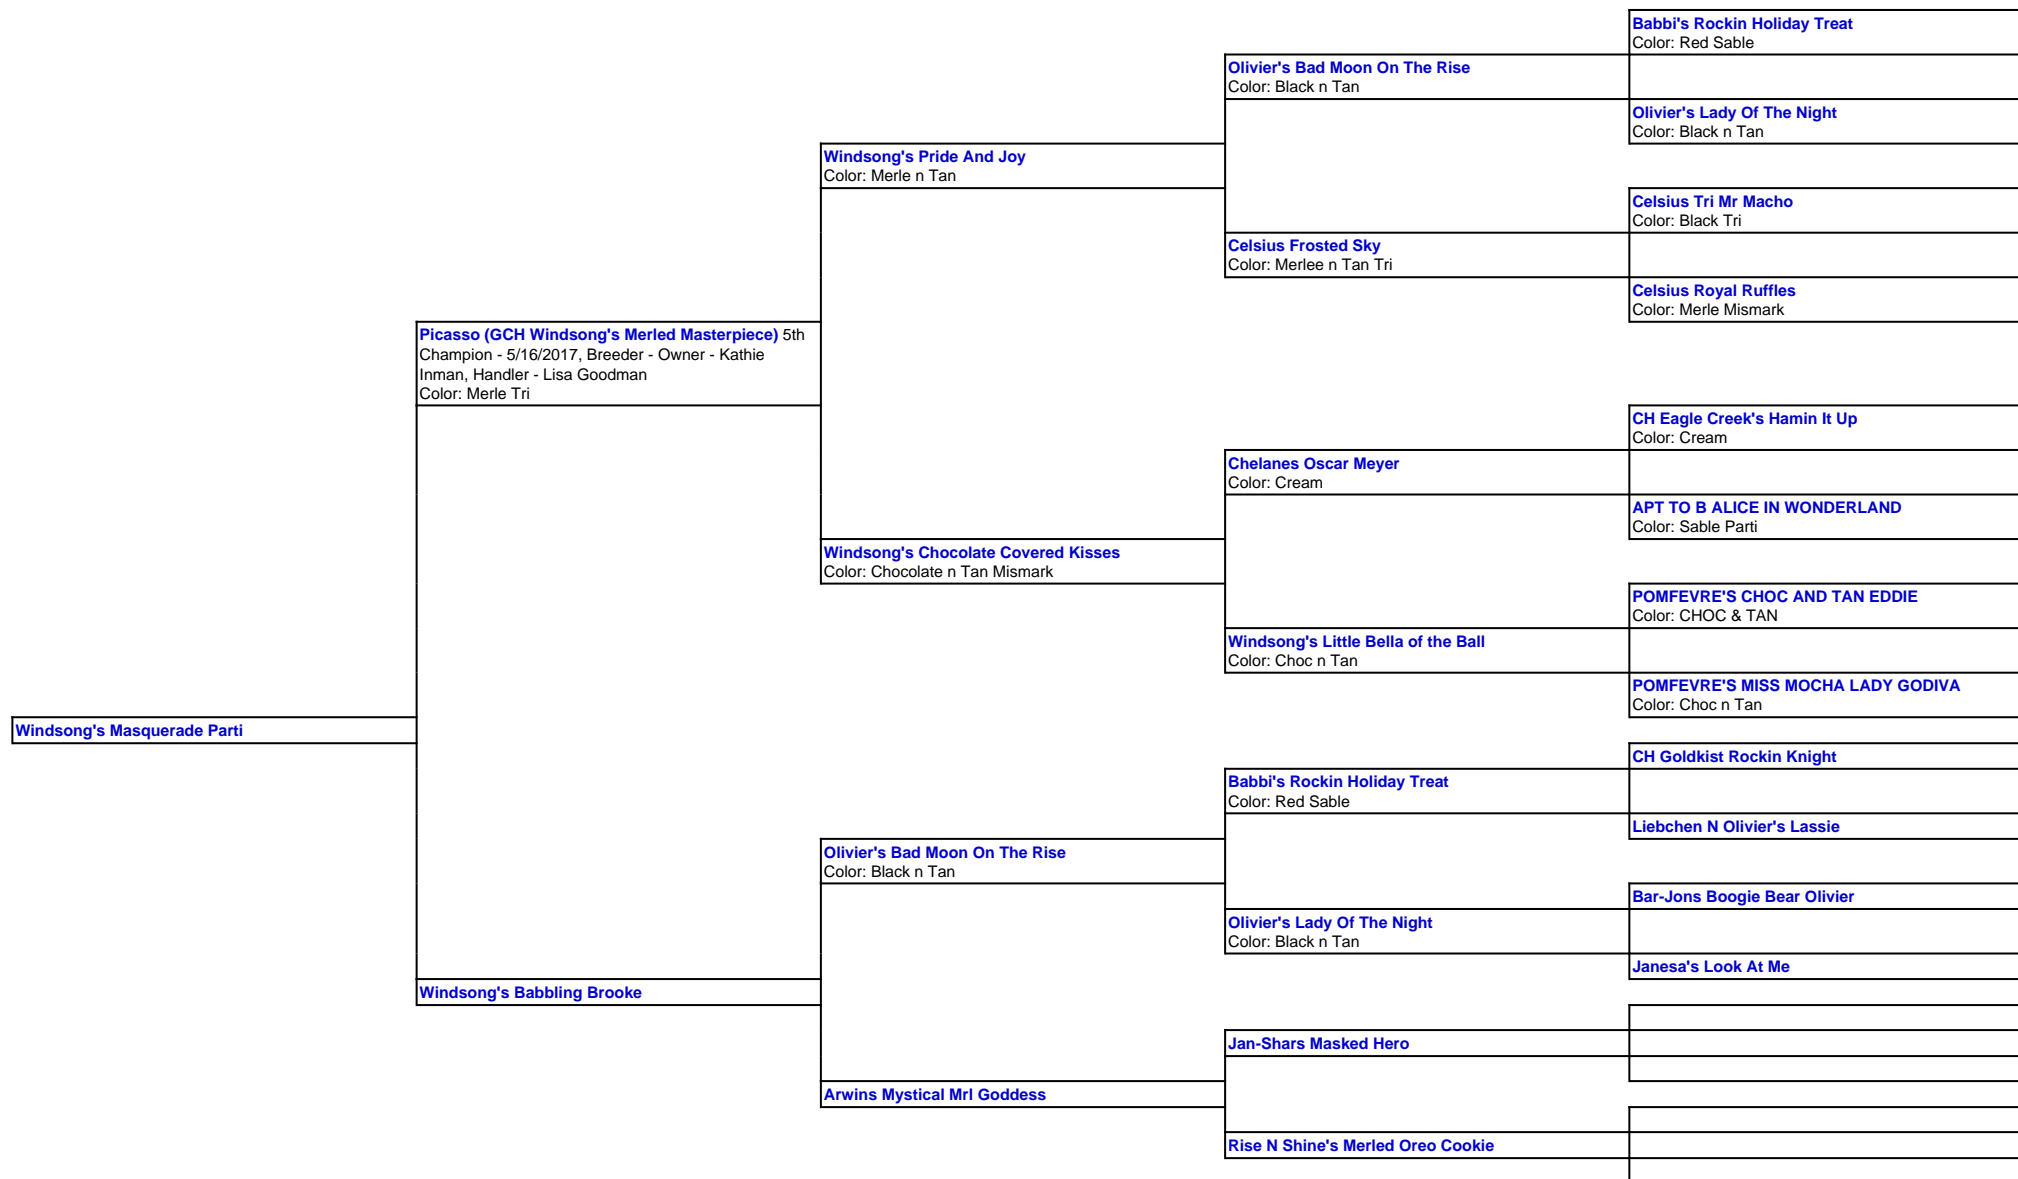 Babbi's Rockin Holiday Treat
Color: Red Sable
Olivier's Bad Moon On The Rise
Color: Black n Tan
Olivier's Lady Of The Night
Color: Black n Tan
Windsong's Pride And Joy
Color: Merle n Tan
Celsius Tri Mr Macho
Color: Black Tri
Celsius Frosted Sky
Color: Merlee n Tan Tri
Celsius Royal Ruffles
Color: Merle Mismark
Picasso (GCH Windsong's Merled Masterpiece) 5th
Champion - 5/16/2017, Breeder - Owner - Kathie
Inman, Handler - Lisa Goodman
Color: Merle Tri
CH Eagle Creek's Hamin It Up
Color: Cream
Chelanes Oscar Meyer
Color: Cream
APT TO B ALICE IN WONDERLAND
Color: Sable Parti
Windsong's Chocolate Covered Kisses
Color: Chocolate n Tan Mismark
POMFEVRE'S CHOC AND TAN EDDIE
Color: CHOC & TAN
Windsong's Little Bella of the Ball
Color: Choc n Tan
POMFEVRE'S MISS MOCHA LADY GODIVA
Color: Choc n Tan
Windsong's Masquerade Parti
CH Goldkist Rockin Knight
Babbi's Rockin Holiday Treat
Color: Red Sable
Liebchen N Olivier's Lassie
Olivier's Bad Moon On The Rise
Color: Black n Tan
Bar-Jons Boogie Bear Olivier
Olivier's Lady Of The Night
Color: Black n Tan
Janesa's Look At Me
Windsong's Babbling Brooke
Jan-Shars Masked Hero
Arwins Mystical Mrl Goddess
Rise N Shine's Merled Oreo Cookie